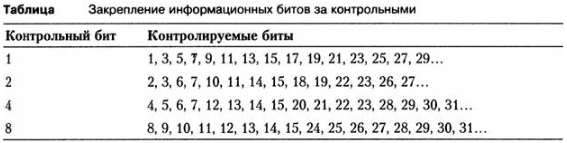 Таблица Закрепление информационных битов за контрольными
Контрольный бит Контролируемые биты
1 1, 3, 5, 7, 9, 11, 13, 15, 17, 19, 21, 23, 25, 27, 29...
2 2, 3, 6, 7, 10, 11, 14, 15, 18, 19, 22, 23, 26, 27...
4 4, 5, 6, 7, 12, 13, 14, 15, 20, 21, 22, 23, 28, 29, 30, 31...
8 8, 9, 10, 11, 12, 13, 14, 15, 24, 25, 26, 27, 28, 29, 30, 31...